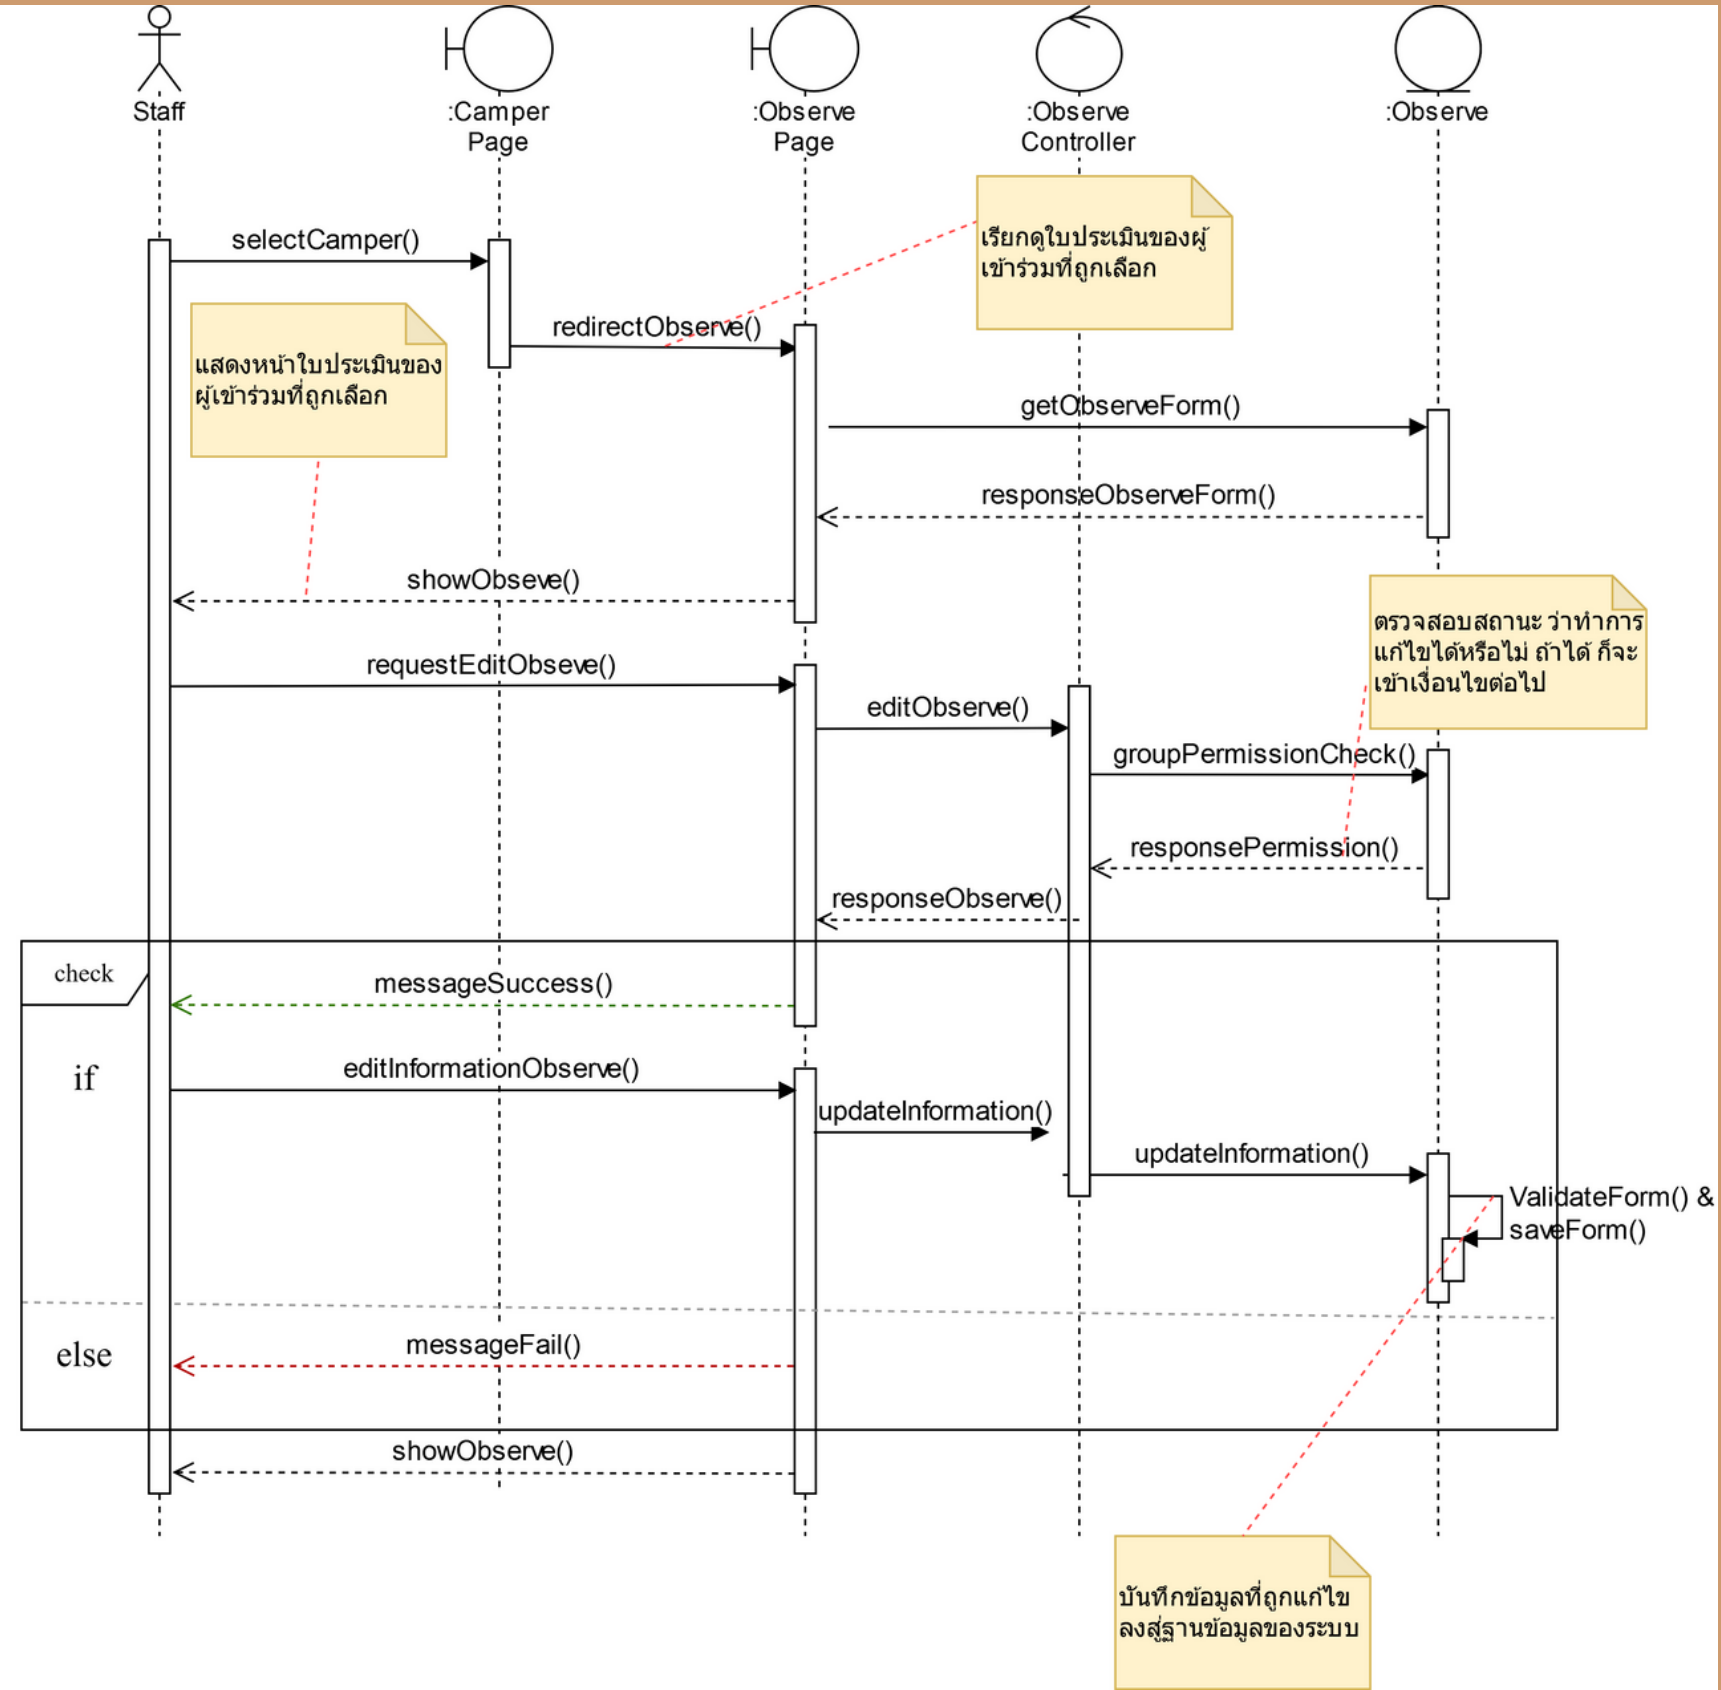 Staff
:Camper
Page
:Observe
Page
:Observe
Controller
:Observe
selectCamper()
เรียกดูใบประเมินของผู้
เข้าร่วมที่ถูกเลือก
redirectObserve()
แสดงหน้าใบประเมินของ
ผู้เข้าร่วมที่ถูกเลือก
getObserveForm()
responseObserveForm()
showObseve()
ตรวจสอบสถานะ ว่าทำการ
แก้ไขได้หรือไม่ ถ้าได้ ก็จะ
เข้าเงื่อนไขต่อไป
requestEditObseve()
editObserve()
groupPermissionCheck()
responsePermission()
responseObserve()
check
messageSuccess()
if
editInformationObserve()
updateInformation()
updateInformation()
ValidateForm() &
saveForm()
else
messageFail()
showObserve()
บันทึกข้อมูลที่ถูกแก้ไข
ลงสู่ฐานข้อมูลของระบบ